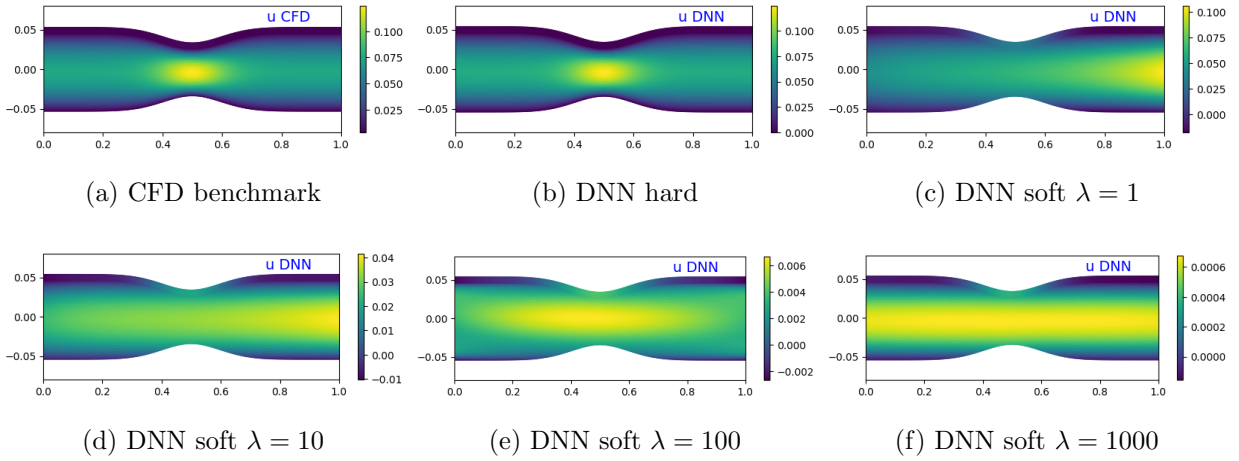 u CFD
0.05
0.00
−0.05
0.0 0.2 0.4 0.6 0.8 1.0
0.100
0.075
0.050
0.025
(a) CFD benchmark
u DNN
0.05
0.00
−0.05
0.0 0.2 0.4 0.6 0.8 1.0
0.100
0.075
0.050
0.025
0.000
(b) DNN hard
u DNN
0.05
0.00
−0.05
0.0 0.2 0.4 0.6 0.8 1.0
0.100
0.075
0.050
0.025
0.000
(c) DNN soft λ = 1
u DNN
0.05
0.00
−0.05
0.0 0.2 0.4 0.6 0.8 1.0
0.04
0.03
0.02
0.01
0.00
−0.01
(d) DNN soft λ = 10
u DNN
0.05
0.00
−0.05
0.0 0.2 0.4 0.6 0.8 1.0
0.006
0.004
0.002
0.000
−0.002
(e) DNN soft λ = 100
u DNN
0.05
0.00
−0.05
0.0 0.2 0.4 0.6 0.8 1.0
0.0006
0.0004
0.0002
0.0000
(f) DNN soft λ = 1000